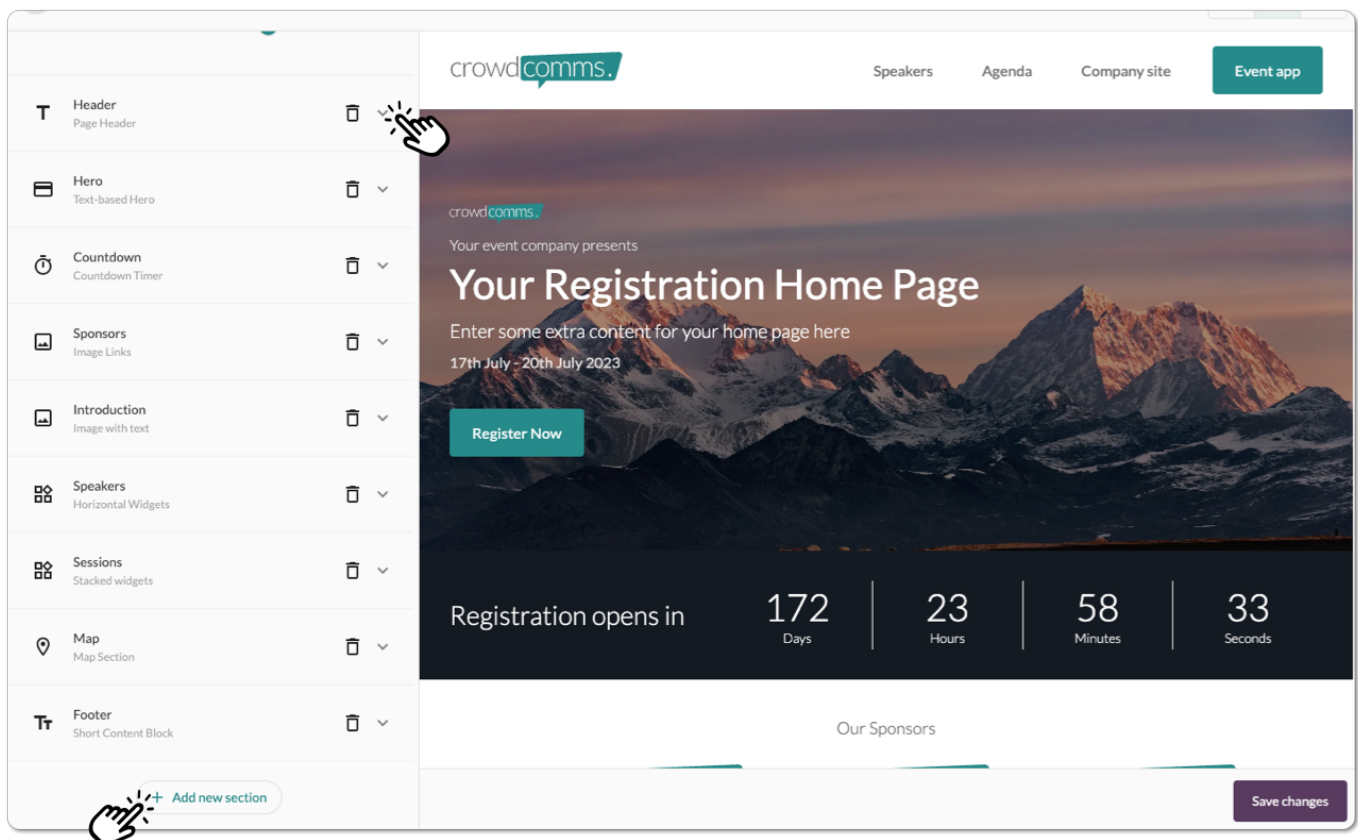 Header
Page Header
Hero
Text-based Hero
Countdown
Countdown Timer
Sponsors
Image Links
Introduction
Image with text
Speakers
Horizontal Widgets
Sessions
Stacked widgets
Map
Map Section
Footer
Short Content Block
+ Add new section
crowdcomms.
Speakers Agenda Company site Event app
crowdcomms.
Your event company presents
Your Registration Home Page
Enter some extra content for your home page here
17th July - 20th July 2023
Register Now
Registration opens in
172 23 58 33
Days Hours Minutes Seconds
Our Sponsors
Save changes